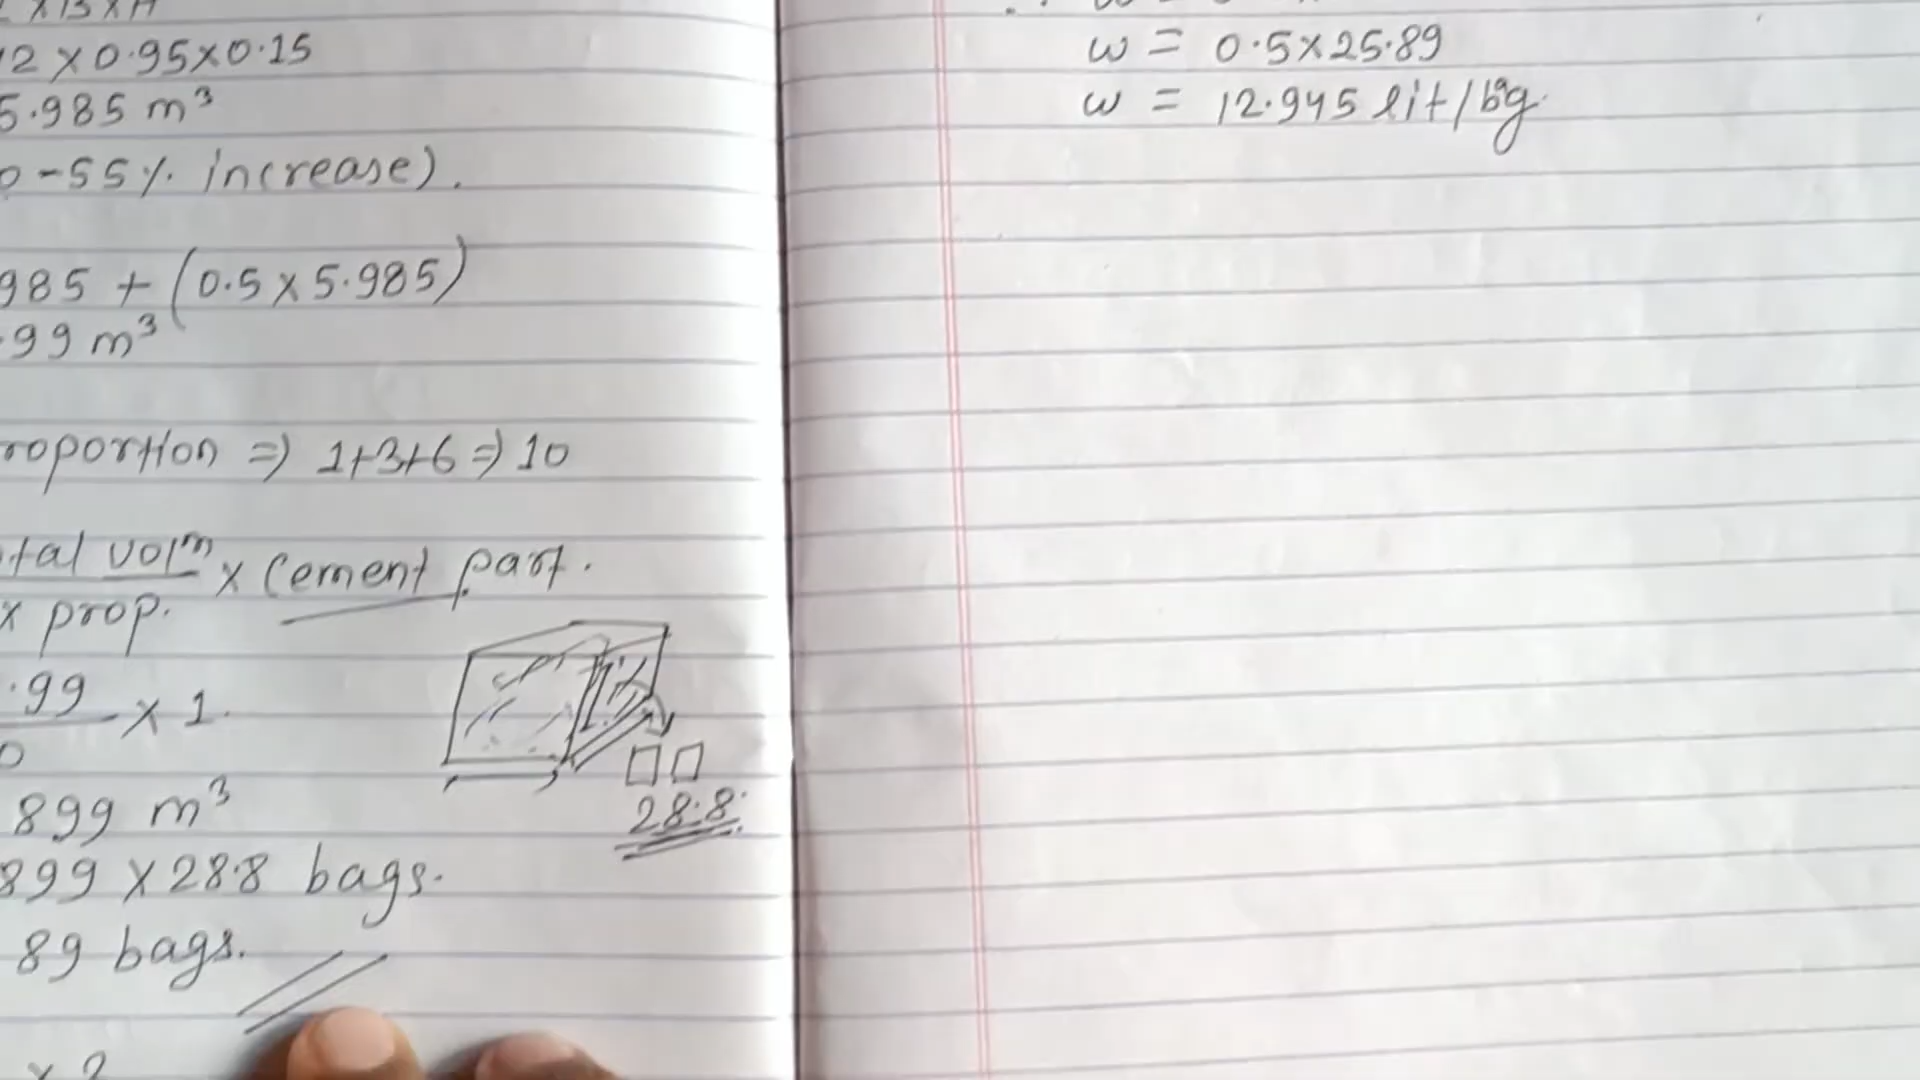 2 × 0.95 × 0.15
5.985 m³
0-55 %. increase).
985 + (0.5 × 5.985)
.99 m³
roportion ⇒ 1+3+6 ⇒ 10
tal volᵐ × cement part.
x prop.
.99 × 1.
0
899 m³
28.8.
899 × 28.8 bags.
89 bags.
w = 0.5 × 25.89
w = 12.945 lit/bag.